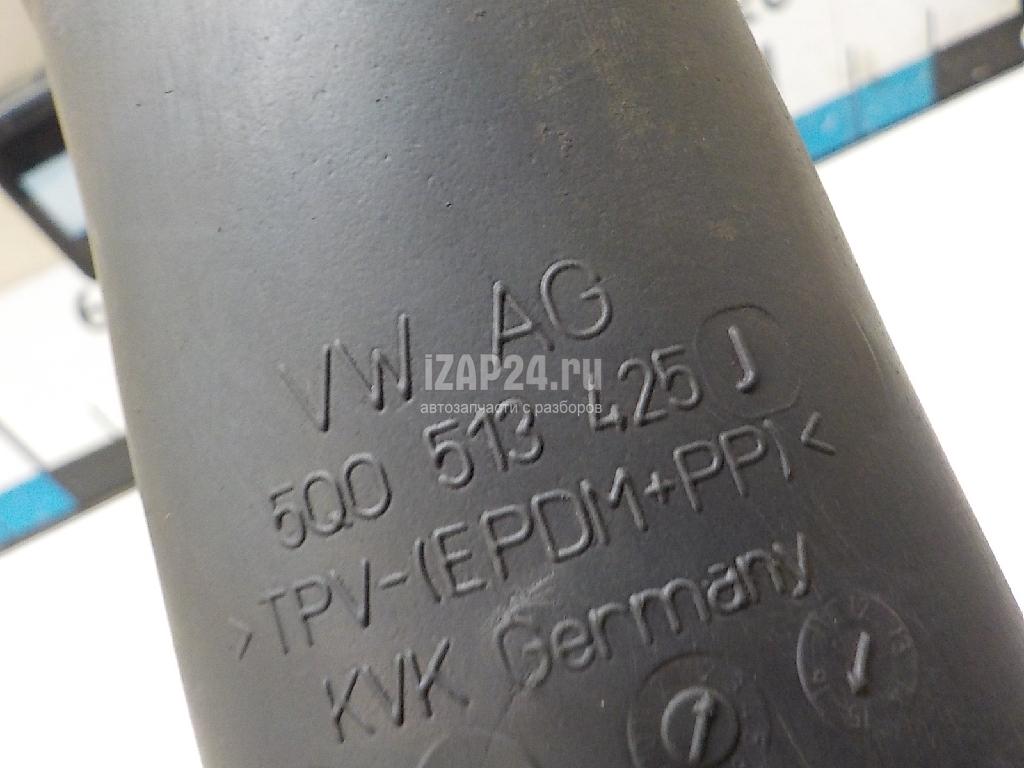 VW AG
5Q0 513 425 J
>TPV-(EPDM+PP)<
KVK Germany
iZAP24.ru
автозапчасти с разборов